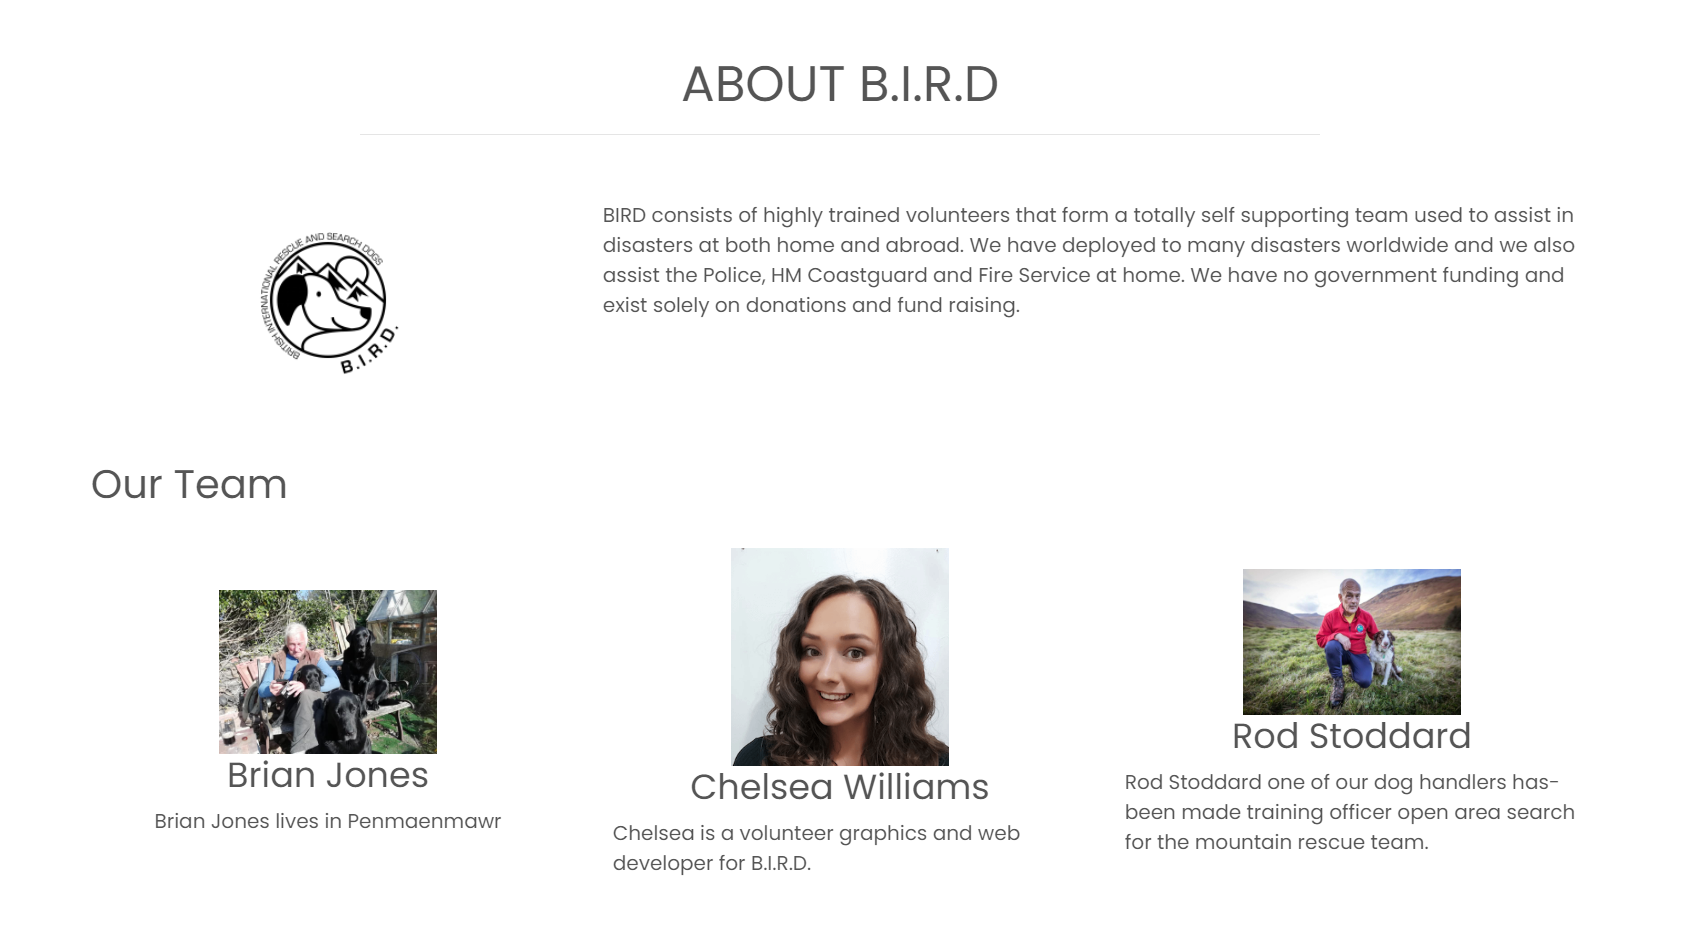 ABOUT B.I.R.D
BRITISH INTERNATIONAL RESCUE AND SEARCH DOGS
B.I.R.D.
BIRD consists of highly trained volunteers that form a totally self supporting team used to assist in
disasters at both home and abroad. We have deployed to many disasters worldwide and we also
assist the Police, HM Coastguard and Fire Service at home. We have no government funding and
exist solely on donations and fund raising.
Our Team
Brian Jones
Brian Jones lives in Penmaenmawr
Chelsea Williams
Chelsea is a volunteer graphics and web
developer for B.I.R.D.
Rod Stoddard
Rod Stoddard one of our dog handlers has-
been made training officer open area search
for the mountain rescue team.